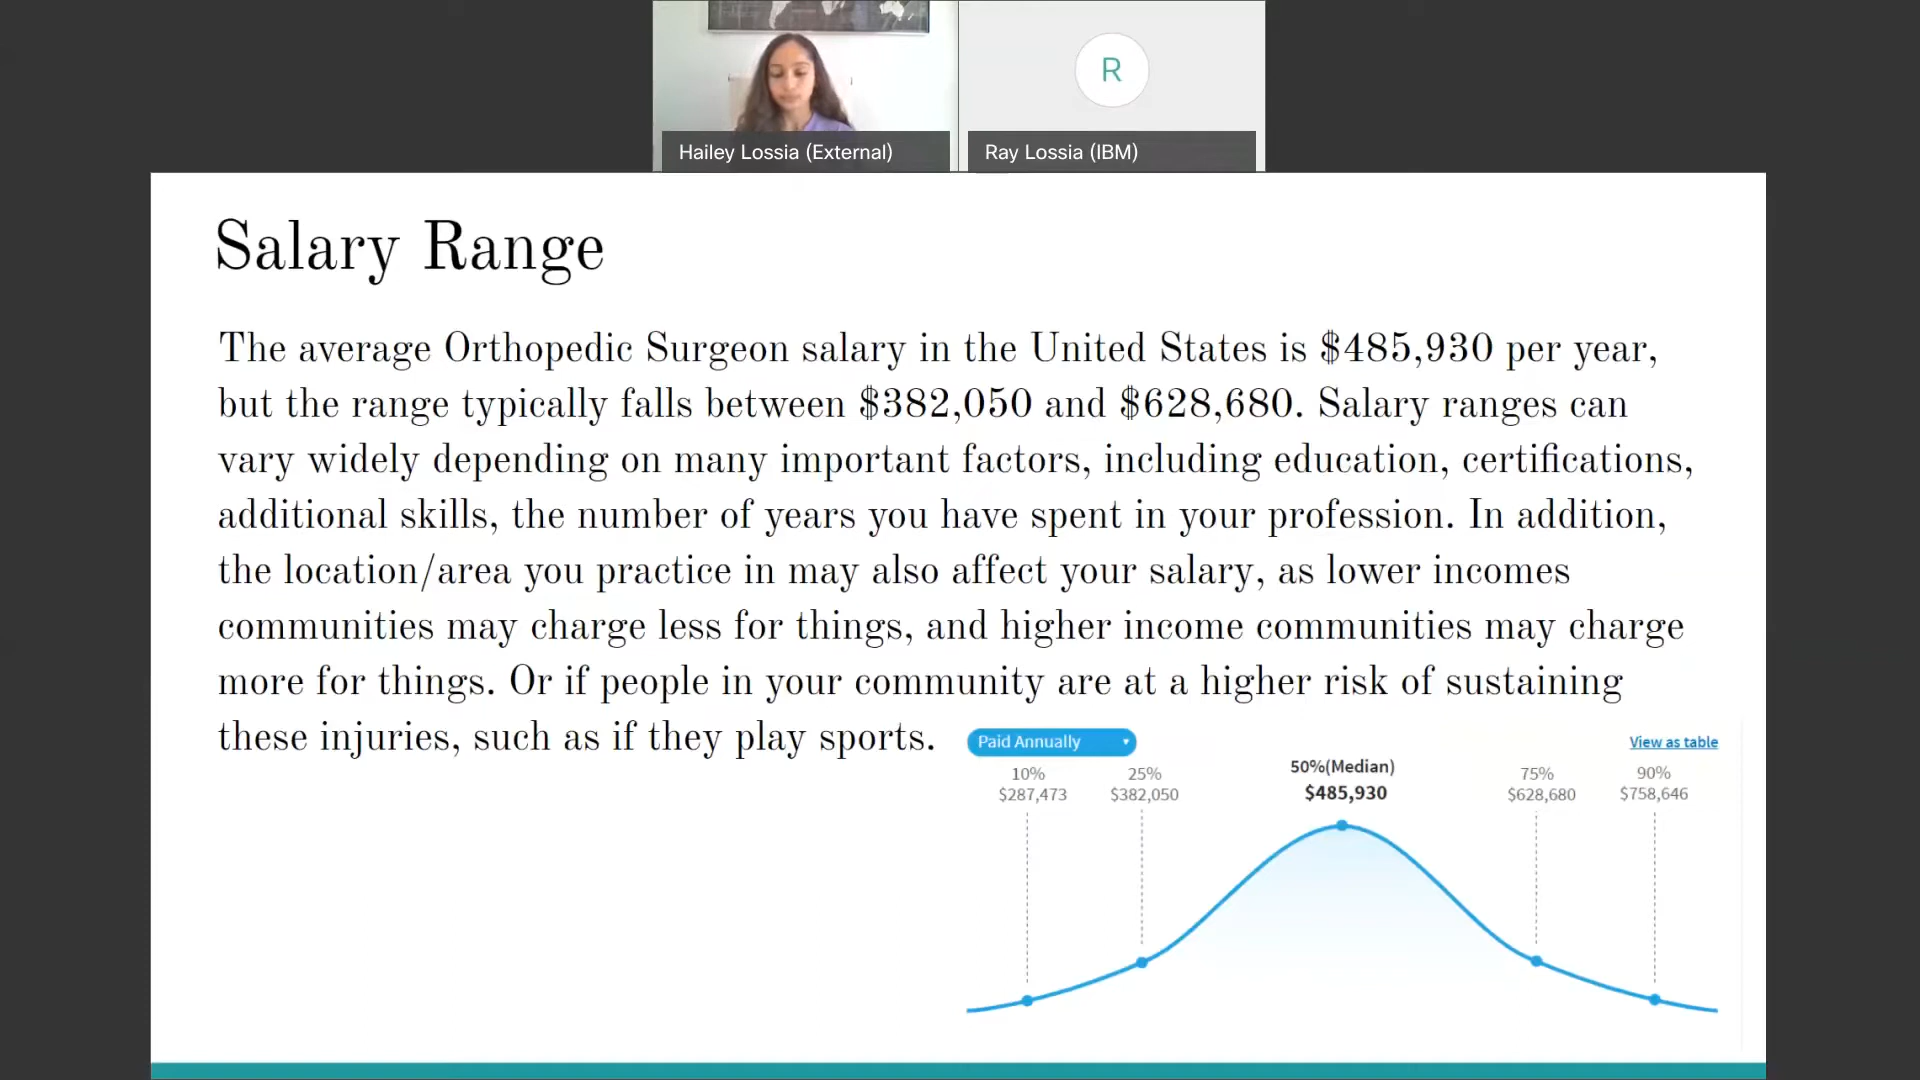 R
Hailey Lossia (External)
Ray Lossia (IBM)
Salary Range
The average Orthopedic Surgeon salary in the United States is $485,930 per year,
but the range typically falls between $382,050 and $628,680. Salary ranges can
vary widely depending on many important factors, including education, certifications,
additional skills, the number of years you have spent in your profession. In addition,
the location/area you practice in may also affect your salary, as lower incomes
communities may charge less for things, and higher income communities may charge
more for things. Or if people in your community are at a higher risk of sustaining
these injuries, such as if they play sports.
Paid Annually
View as table
10%
$287,473
25%
$382,050
50%(Median)
$485,930
75%
$628,680
90%
$758,646